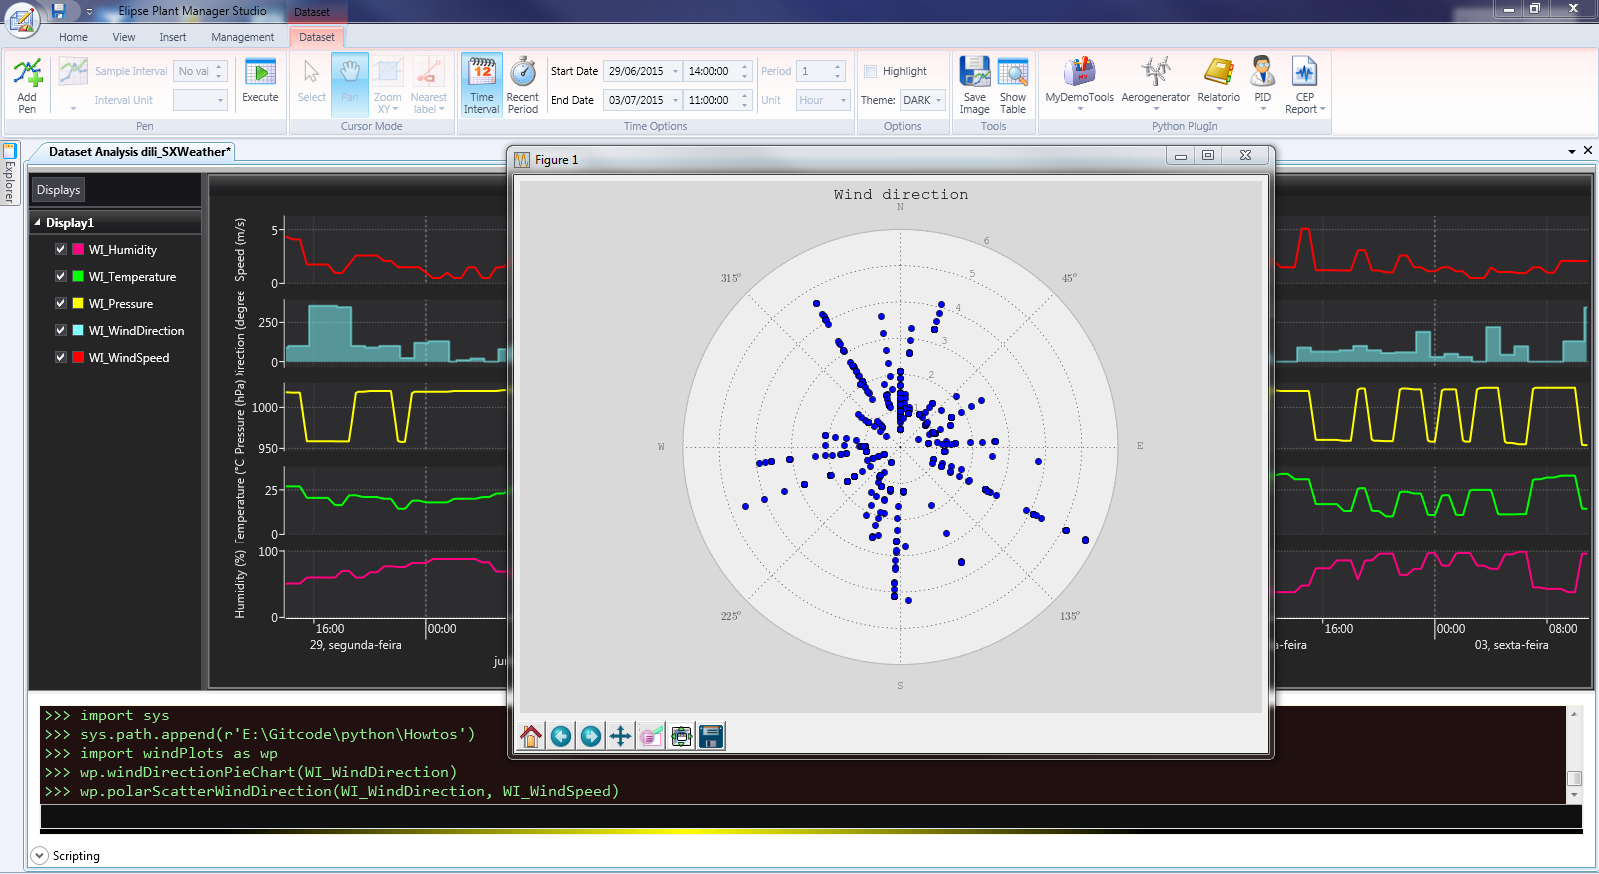 Elipse Plant Manager Studio
Dataset
Home View Insert Management Dataset
Add Pen
Sample Interval No val
Interval Unit
Execute
Pen
Select
Pan
Zoom XY
Nearest label
Cursor Mode
Time Interval
Recent Period
Start Date 29/06/2015 14:00:00
End Date 03/07/2015 11:00:00
Period 1
Unit Hour
Time Options
Highlight
Theme: DARK
Options
Save Image
Show Table
Tools
MyDemoTools
Aerogenerator
Relatorio
PID
CEP Report
Python PlugIn
Explorer
Dataset Analysis dili_SXWeather*
Displays
Display1
WI_Humidity
WI_Temperature
WI_Pressure
WI_WindDirection
WI_WindSpeed
Speed (m/s)
5
0
irection (degree
250
0
Pressure (hPa)
1000
950
Temperature (°C
25
0
Humidity (%)
100
0
16:00 00:00
29, segunda-feira
jur
Figure 1
Wind direction
N
45°
E
135°
S
225°
W
315°
1
2
3
4
5
6
16:00 00:00 08:00
a-feira 03, sexta-feira
>>> import sys
>>> sys.path.append(r'E:\Gitcode\python\Howtos')
>>> import windPlots as wp
>>> wp.windDirectionPieChart(WI_WindDirection)
>>> wp.polarScatterWindDirection(WI_WindDirection, WI_WindSpeed)
Scripting